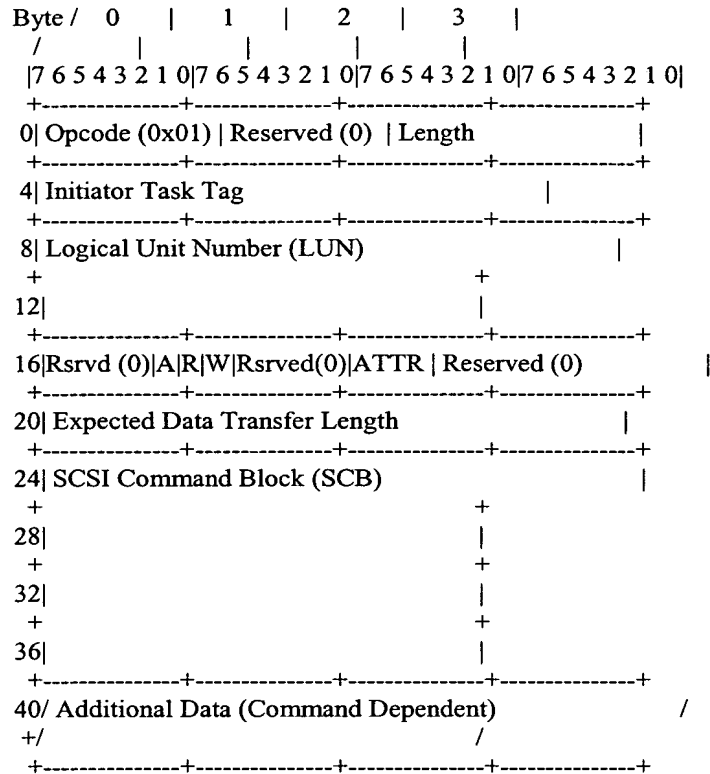 Byte / 0 | 1 | 2 | 3 |
/ | | | |
|7 6 5 4 3 2 1 0|7 6 5 4 3 2 1 0|7 6 5 4 3 2 1 0|7 6 5 4 3 2 1 0|
+---------------+---------------+---------------+---------------+
0| Opcode (0x01) | Reserved (0) | Length |
+---------------+---------------+---------------+---------------+
4| Initiator Task Tag |
+---------------+---------------+---------------+---------------+
8| Logical Unit Number (LUN) |
+ +
12| |
+---------------+---------------+---------------+---------------+
16|Rsrvd (0)|A|R|W|Rsrved(0)|ATTR | Reserved (0) |
+---------------+---------------+---------------+---------------+
20| Expected Data Transfer Length |
+---------------+---------------+---------------+---------------+
24| SCSI Command Block (SCB) |
+ +
28| |
+ +
32| |
+ +
36| |
+---------------+---------------+---------------+---------------+
40/ Additional Data (Command Dependent) /
+/ /
+---------------+---------------+---------------+---------------+